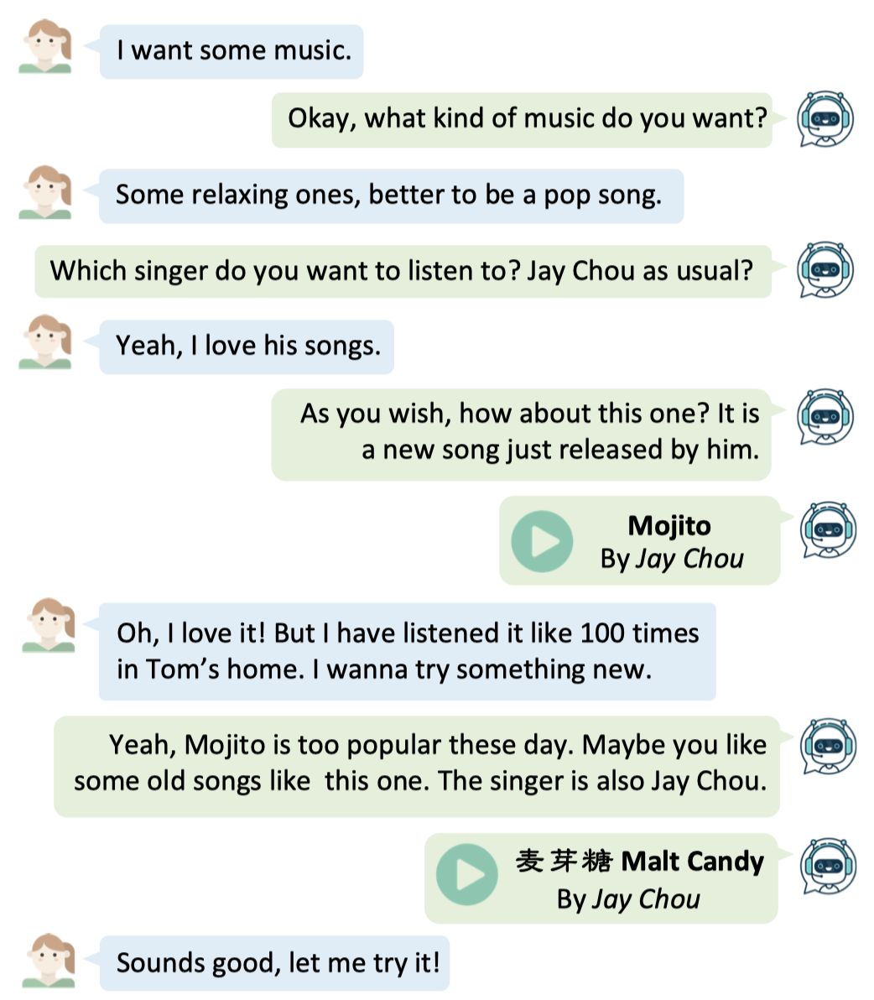 I want some music.
Okay, what kind of music do you want?
Some relaxing ones, better to be a pop song.
Which singer do you want to listen to? Jay Chou as usual?
Yeah, I love his songs.
As you wish, how about this one? It is
a new song just released by him.
Mojito
By Jay Chou
Oh, I love it! But I have listened it like 100 times
in Tom’s home. I wanna try something new.
Yeah, Mojito is too popular these day. Maybe you like
some old songs like  this one. The singer is also Jay Chou.
麦芽糖 Malt Candy
By Jay Chou
Sounds good, let me try it!